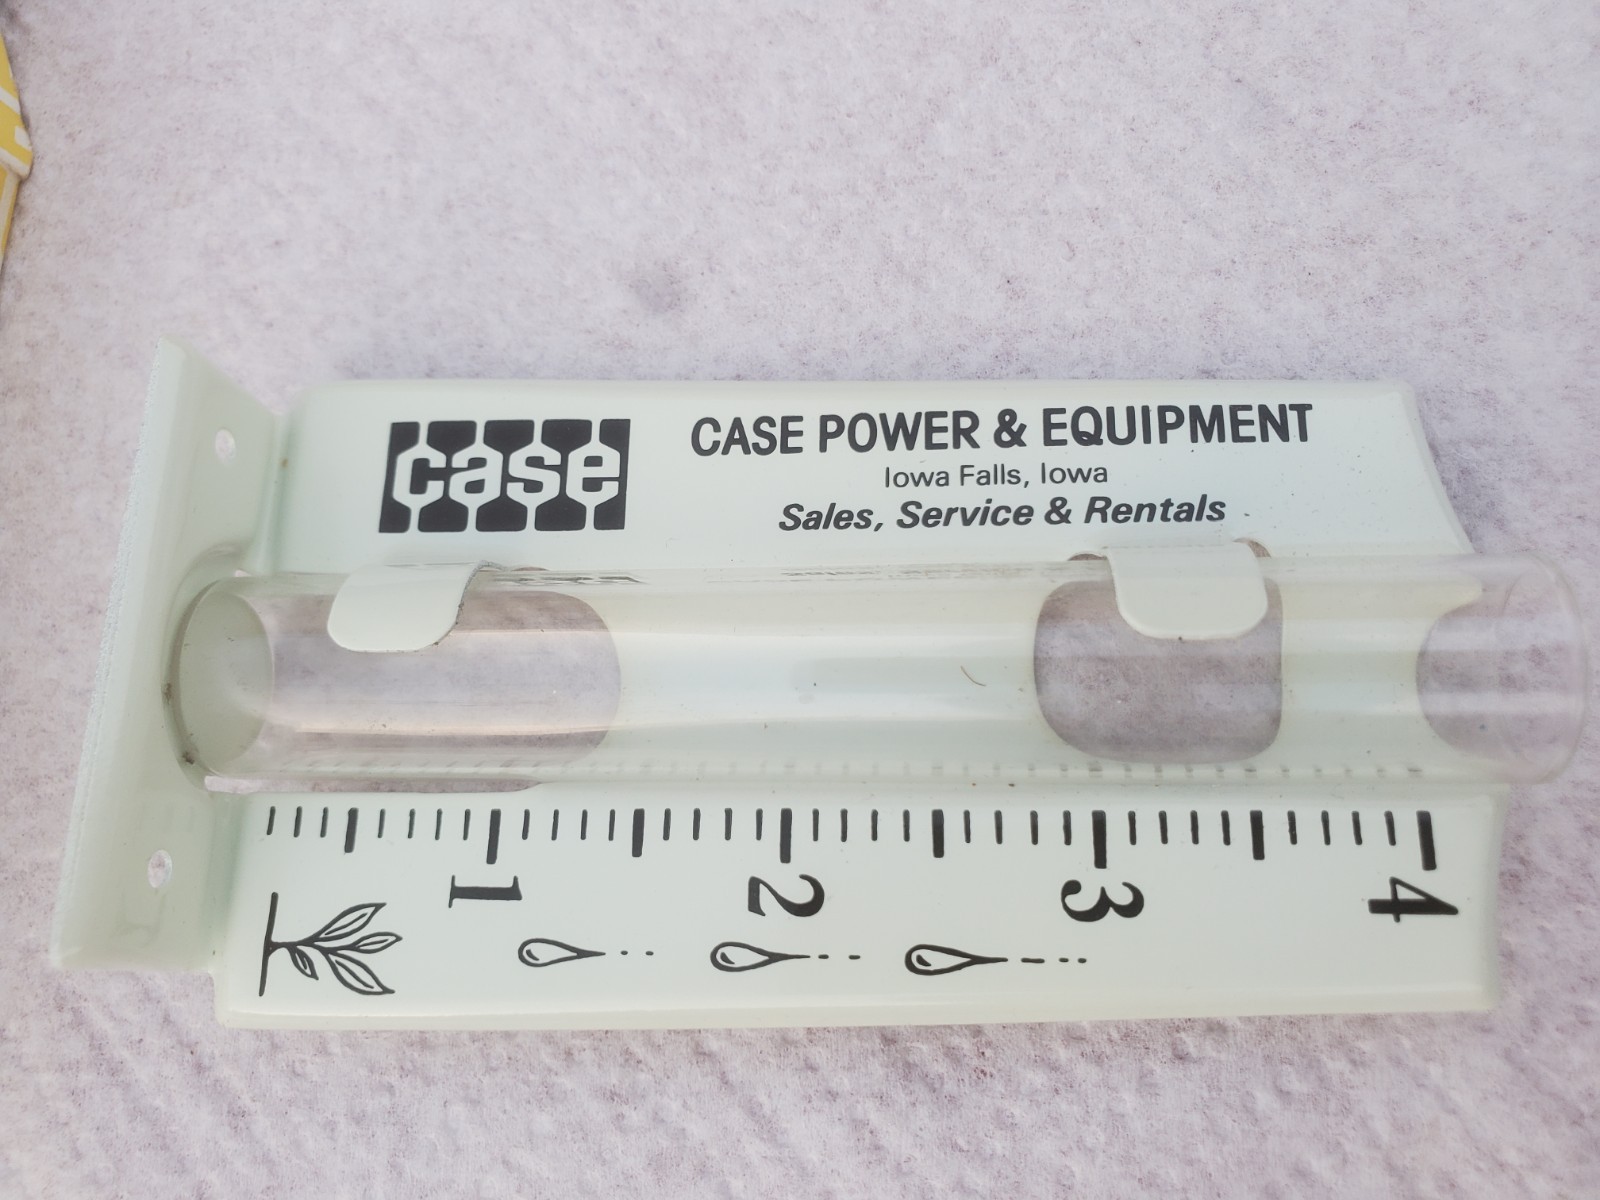 case
CASE POWER & EQUIPMENT
Iowa Falls, Iowa
Sales, Service & Rentals
1 2 3 4